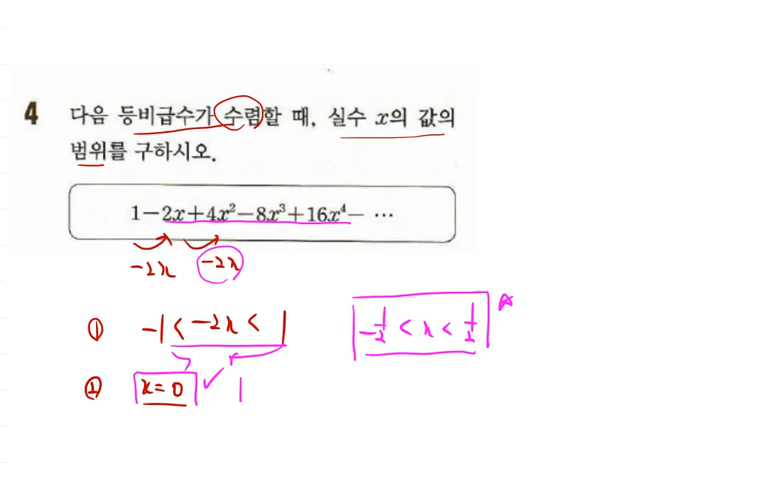 4 다음 등비급수가 수렴할 때, 실수 x의 값의
범위를 구하시오.
1−2x+4x²−8x³+16x⁴− ⋯
−2x −2x
① −1 < −2x < 1
−1/2 < x < 1/2 ☆
② x = 0 ✓ 1